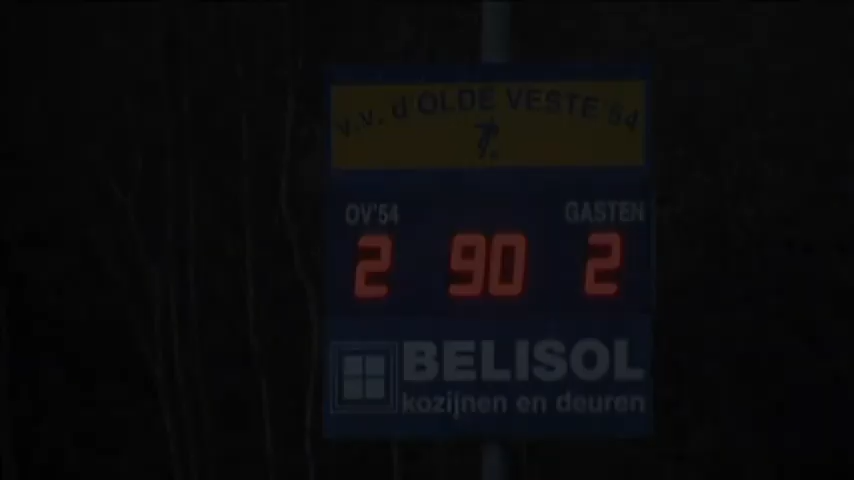 v.v. d'OLDE VESTE '54
OV'54 GASTEN
2 90 2
BELISOL
kozijnen en deuren